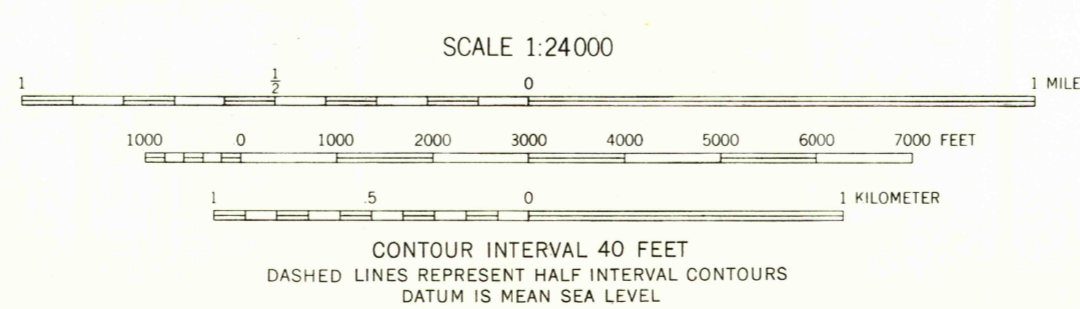 SCALE 1:24 000
1 ½ 0 1 MILE
1000 0 1000 2000 3000 4000 5000 6000 7000 FEET
1 .5 0 1 KILOMETER
CONTOUR INTERVAL 40 FEET
DASHED LINES REPRESENT HALF INTERVAL CONTOURS
DATUM IS MEAN SEA LEVEL